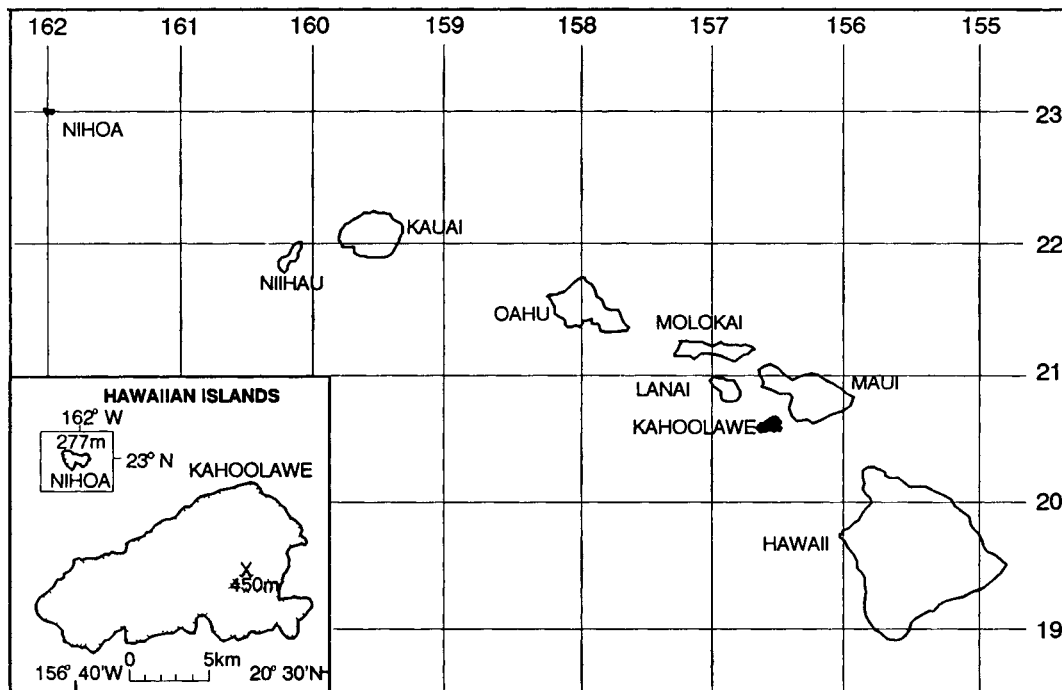 162 161 160 159 158 157 156 155
23
NIHOA
KAUAI
22
NIIHAU
OAHU
MOLOKAI
21
LANAI
MAUI
KAHOOLAWE
20
HAWAII
19
HAWAIIAN ISLANDS
162° W
277m
23° N
NIHOA
KAHOOLAWE
X
450m
0 5km
156° 40'W 20° 30'N